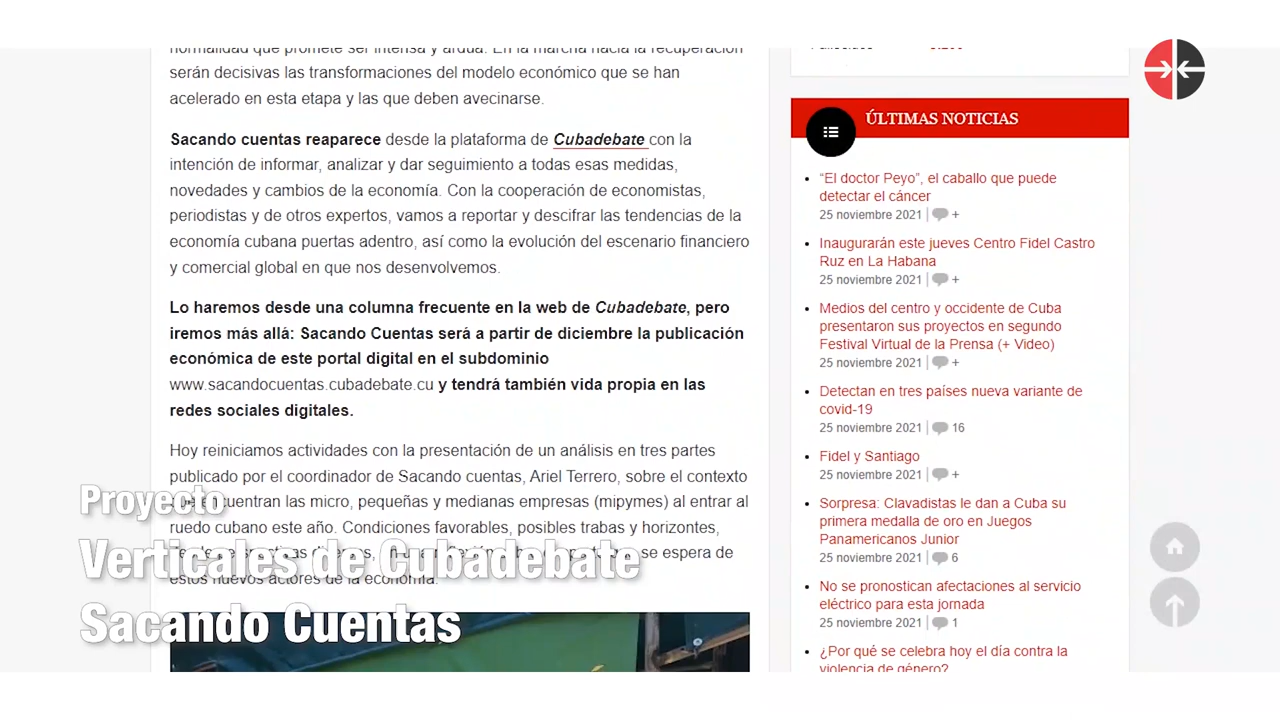 normalidad que promete ser intensa y ardua. En la marcha hacia la recuperación
serán decisivas las transformaciones del modelo económico que se han
acelerado en esta etapa y las que deben avecinarse.
Sacando cuentas reaparece desde la plataforma de Cubadebate con la
intención de informar, analizar y dar seguimiento a todas esas medidas,
novedades y cambios de la economía. Con la cooperación de economistas,
periodistas y de otros expertos, vamos a reportar y descifrar las tendencias de la
economía cubana puertas adentro, así como la evolución del escenario financiero
y comercial global en que nos desenvolvemos.
Lo haremos desde una columna frecuente en la web de Cubadebate, pero
iremos más allá: Sacando Cuentas será a partir de diciembre la publicación
económica de este portal digital en el subdominio
www.sacandocuentas.cubadebate.cu y tendrá también vida propia en las
redes sociales digitales.
Hoy reiniciamos actividades con la presentación de un análisis en tres partes
publicado por el coordinador de Sacando cuentas, Ariel Terrero, sobre el contexto
encuentran las micro, pequeñas y medianas empresas (mipymes) al entrar al
ruedo cubano este año. Condiciones favorables, posibles trabas y horizontes,
se espera de
estos nuevos actores de la economía.
Proyecto
Verticales de Cubadebate
Sacando Cuentas
ÚLTIMAS NOTICIAS
“El doctor Peyo”, el caballo que puede
detectar el cáncer
25 noviembre 2021 | +
Inaugurarán este jueves Centro Fidel Castro
Ruz en La Habana
25 noviembre 2021 | +
Medios del centro y occidente de Cuba
presentaron sus proyectos en segundo
Festival Virtual de la Prensa (+ Video)
25 noviembre 2021 | +
Detectan en tres países nueva variante de
covid-19
25 noviembre 2021 | 16
Fidel y Santiago
25 noviembre 2021 | +
Sorpresa: Clavadistas le dan a Cuba su
primera medalla de oro en Juegos
Panamericanos Junior
25 noviembre 2021 | 6
No se pronostican afectaciones al servicio
eléctrico para esta jornada
25 noviembre 2021 | 1
¿Por qué se celebra hoy el día contra la
violencia de género?